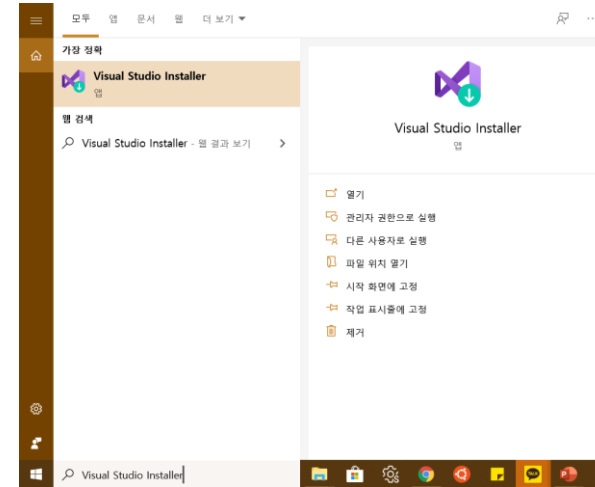 모두 앱 문서 웹 더 보기
가장 정확
Visual Studio Installer
앱
웹 검색
Visual Studio Installer - 웹 결과 보기
Visual Studio Installer
앱
열기
관리자 권한으로 실행
다른 사용자로 실행
파일 위치 열기
시작 화면에 고정
작업 표시줄에 고정
제거
Visual Studio Installer
TALK